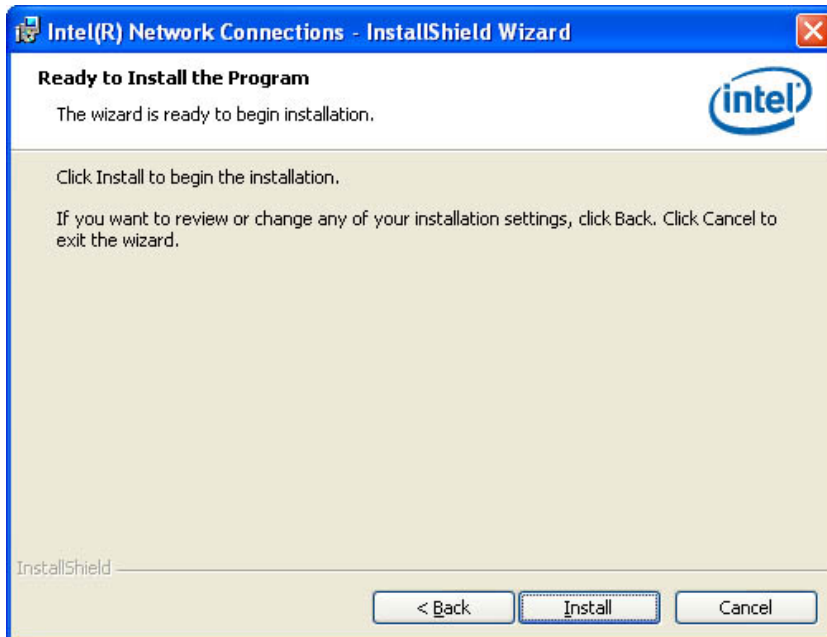 Intel(R) Network Connections - InstallShield Wizard
Ready to Install the Program
The wizard is ready to begin installation.
intel
Click Install to begin the installation.
If you want to review or change any of your installation settings, click Back. Click Cancel to
exit the wizard.
InstallShield
< Back
Install
Cancel